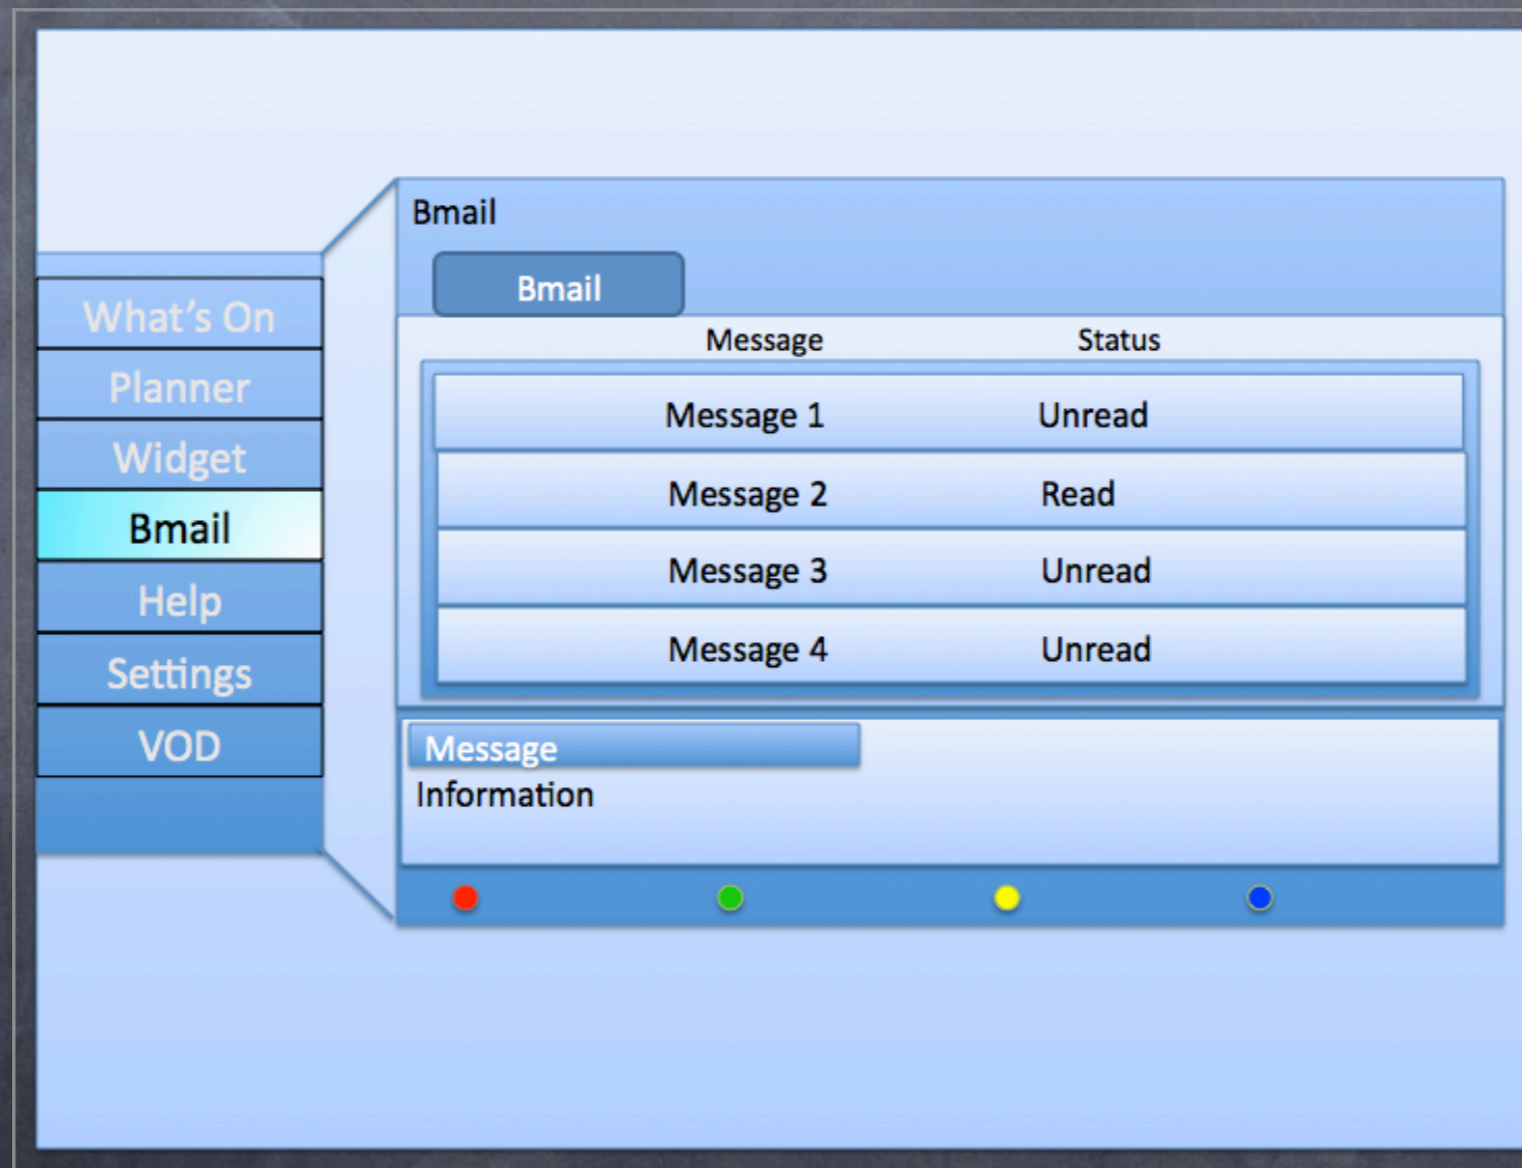 What's On
Planner
Widget
Bmail
Help
Settings
VOD
Bmail
Bmail
Message Status
Message 1 Unread
Message 2 Read
Message 3 Unread
Message 4 Unread
Message
Information